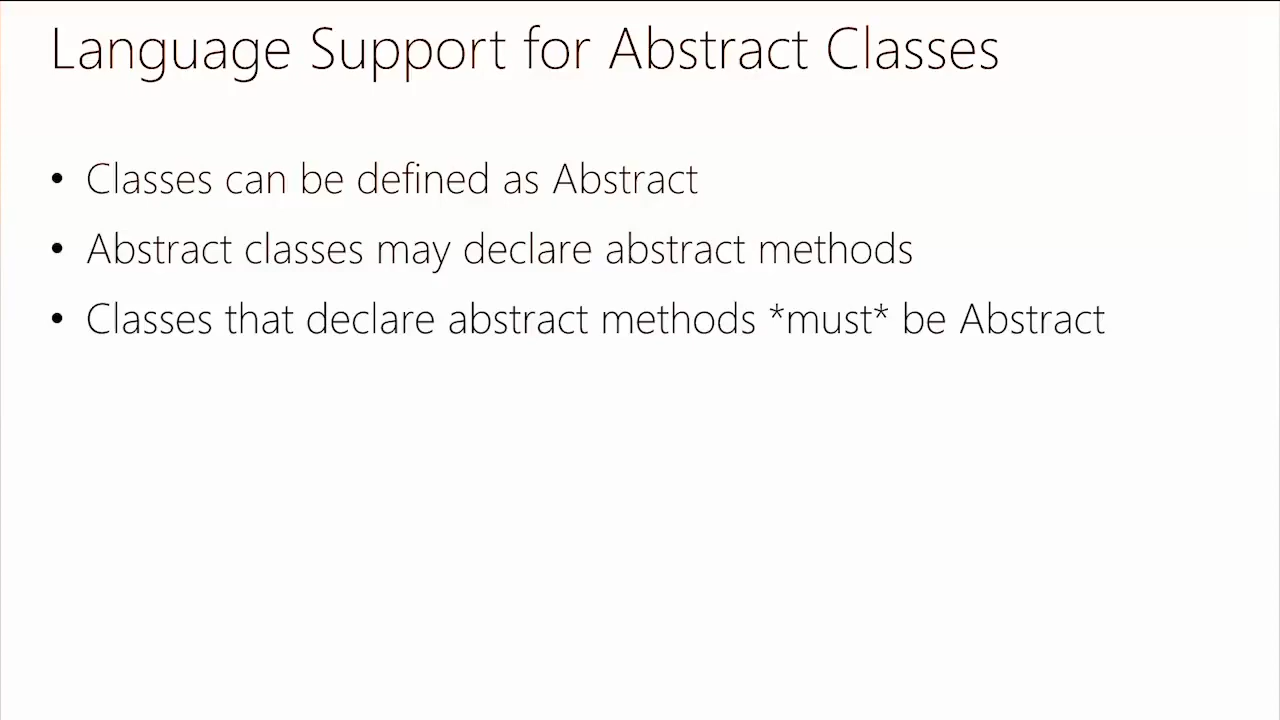 Language Support for Abstract Classes
• Classes can be defined as Abstract
• Abstract classes may declare abstract methods
• Classes that declare abstract methods *must* be Abstract